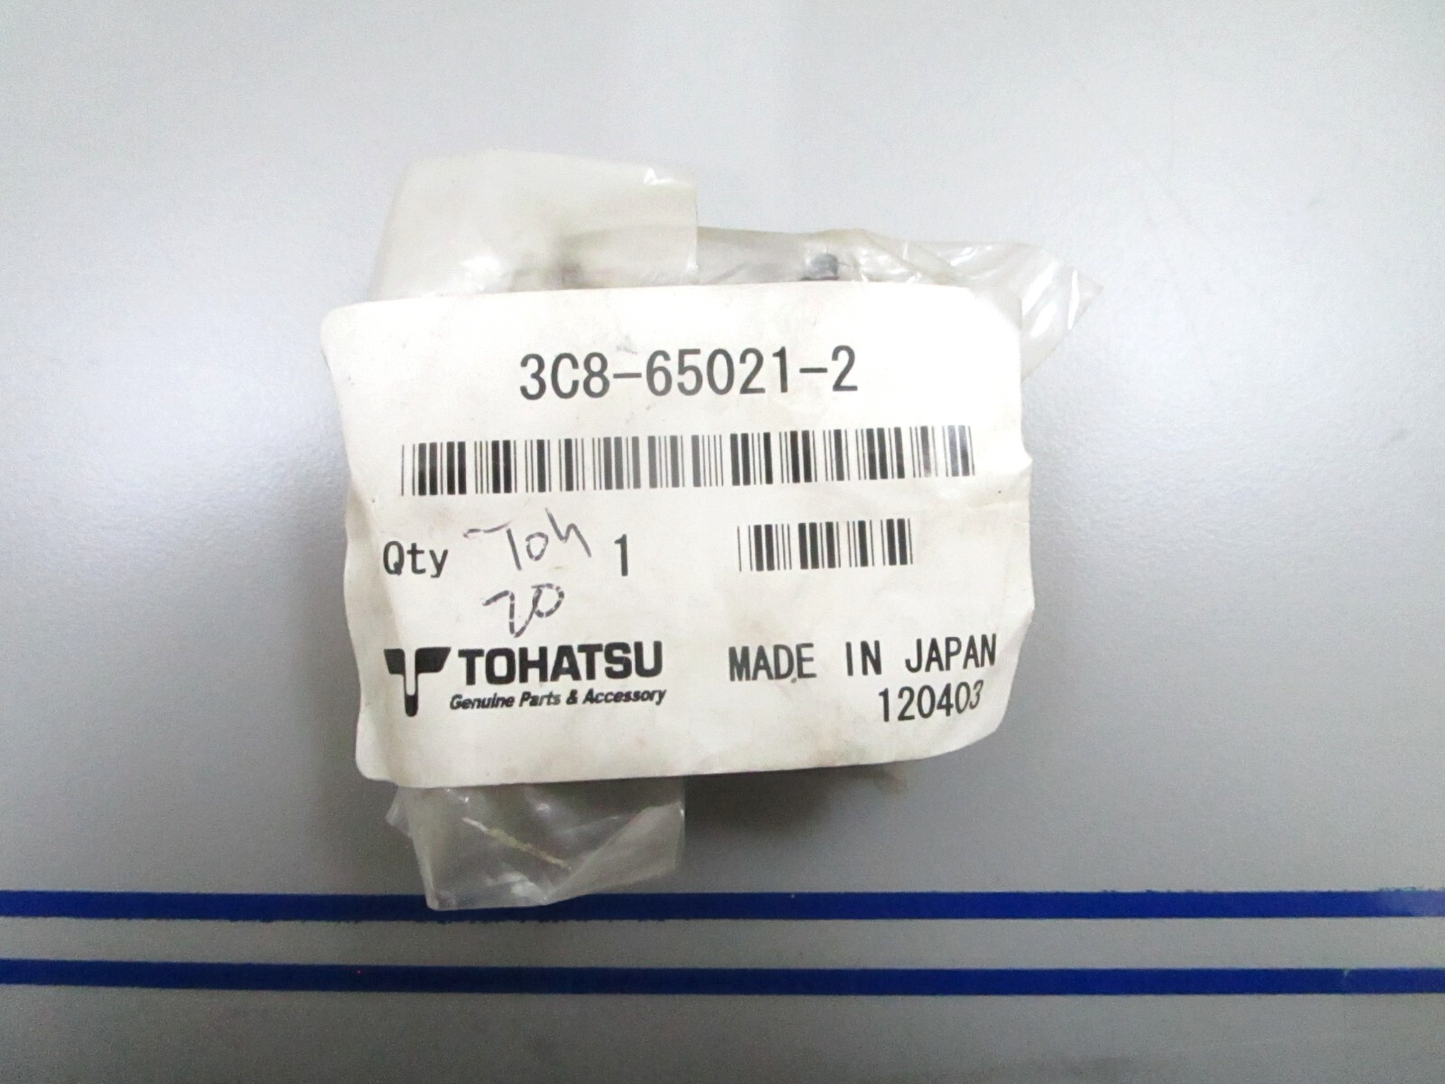 3C8-65021-2
Qty Toh 1
20
TOHATSU MADE IN JAPAN
Genuine Parts & Accessory 120403